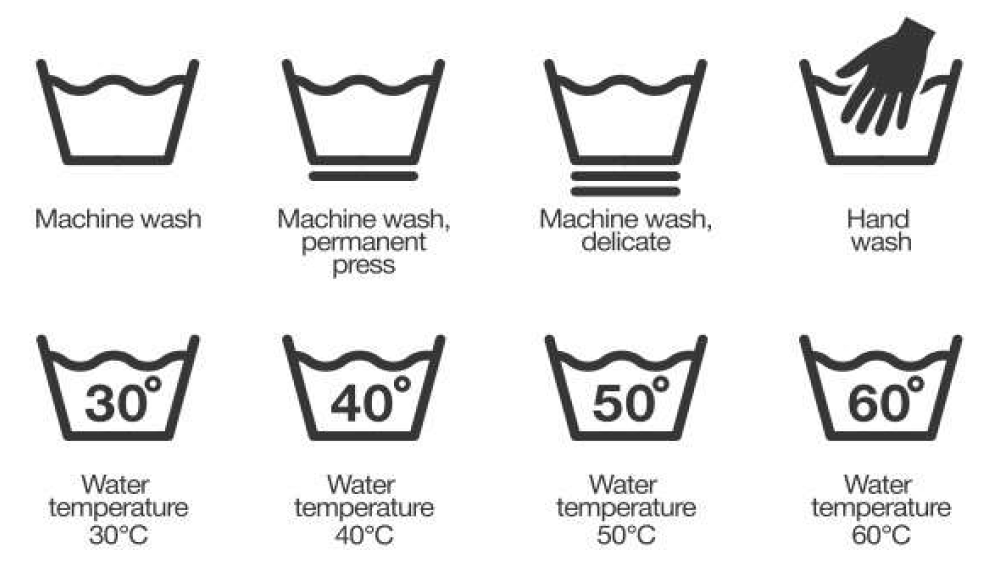 Machine wash
Machine wash,
permanent
press
Machine wash,
delicate
Hand
wash
30°
40°
50°
60°
Water
temperature
30°C
Water
temperature
40°C
Water
temperature
50°C
Water
temperature
60°C